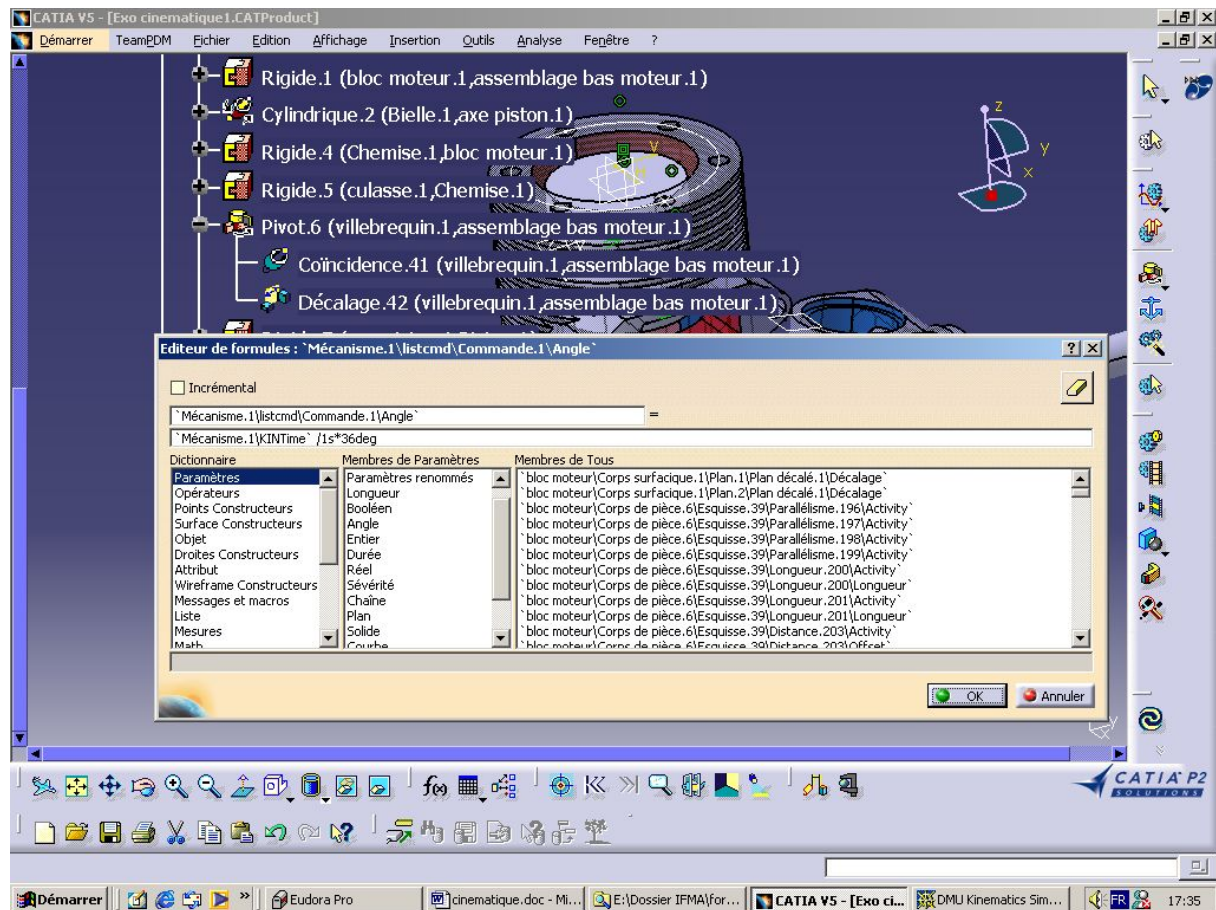 CATIA V5 - [Exo cinematique1.CATProduct]
Démarrer TeamPDM Fichier Edition Affichage Insertion Outils Analyse Fenêtre ?
Rigide.1 (bloc moteur.1,assemblage bas moteur.1)
Cylindrique.2 (Bielle.1,axe piston.1)
Rigide.4 (Chemise.1,bloc moteur.1)
Rigide.5 (culasse.1,Chemise.1)
Pivot.6 (villebrequin.1,assemblage bas moteur.1)
Coïncidence.41 (villebrequin.1,assemblage bas moteur.1)
Décalage.42 (villebrequin.1,assemblage bas moteur.1)
z
y
x
Editeur de formules : `Mécanisme.1\listcmd\Commande.1\Angle`
Incrémental
`Mécanisme.1\listcmd\Commande.1\Angle` =
`Mécanisme.1\KINTime` /1s*36deg
Dictionnaire Membres de Paramètres Membres de Tous
Paramètres Paramètres renommés `bloc moteur\Corps surfacique.1\Plan.1\Plan décalé.1\Décalage`
Opérateurs Longueur `bloc moteur\Corps surfacique.1\Plan.2\Plan décalé.1\Décalage`
Points Constructeurs Booléen `bloc moteur\Corps de pièce.6\Esquisse.39\Parallélisme.196\Activity`
Surface Constructeurs Angle `bloc moteur\Corps de pièce.6\Esquisse.39\Parallélisme.197\Activity`
Objet Entier `bloc moteur\Corps de pièce.6\Esquisse.39\Parallélisme.198\Activity`
Droites Constructeurs Durée `bloc moteur\Corps de pièce.6\Esquisse.39\Parallélisme.199\Activity`
Attribut Réel `bloc moteur\Corps de pièce.6\Esquisse.39\Longueur.200\Activity`
Wireframe Constructeurs Sévérité `bloc moteur\Corps de pièce.6\Esquisse.39\Longueur.200\Longueur`
Messages et macros Chaîne `bloc moteur\Corps de pièce.6\Esquisse.39\Longueur.201\Activity`
Liste Plan `bloc moteur\Corps de pièce.6\Esquisse.39\Longueur.201\Longueur`
Mesures Solide `bloc moteur\Corps de pièce.6\Esquisse.39\Distance.203\Activity`
Math Courbe `bloc moteur\Corps de pièce.6\Esquisse.39\Distance.203\Offset`
OK Annuler
f(x)
CATIA P2
SOLUTIONS
Démarrer Eudora Pro cinematique.doc - Mi... E:\Dossier IFMA\for... CATIA V5 - [Exo ci... DMU Kinematics Sim... FR 17:35